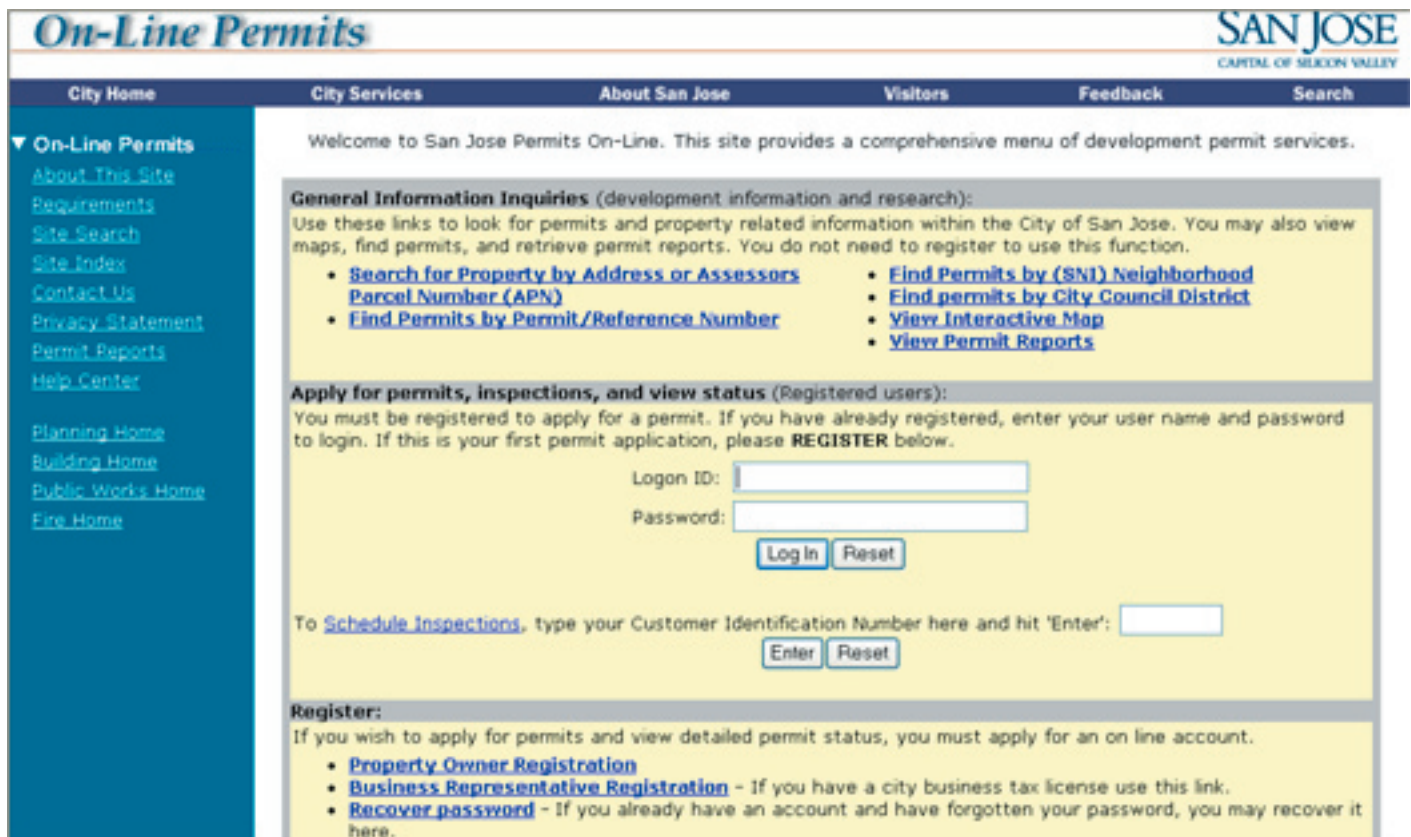 On-Line Permits
SAN JOSE
CAPITAL OF SILICON VALLEY
City Home City Services About San Jose Visitors Feedback Search
On-Line Permits
About This Site
Requirements
Site Search
Site Index
Contact Us
Privacy Statement
Permit Reports
Help Center
Planning Home
Building Home
Public Works Home
Fire Home
Welcome to San Jose Permits On-Line. This site provides a comprehensive menu of development permit services.
General Information Inquiries (development information and research):
Use these links to look for permits and property related information within the City of San Jose. You may also view
maps, find permits, and retrieve permit reports. You do not need to register to use this function.
• Search for Property by Address or Assessors
Parcel Number (APN)
• Find Permits by Permit/Reference Number
• Find Permits by (SNI) Neighborhood
• Find permits by City Council District
• View Interactive Map
• View Permit Reports
Apply for permits, inspections, and view status (Registered users):
You must be registered to apply for a permit. If you have already registered, enter your user name and password
to login. If this is your first permit application, please REGISTER below.
Logon ID:
Password:
Log In Reset
To Schedule Inspections, type your Customer Identification Number here and hit 'Enter':
Enter Reset
Register:
If you wish to apply for permits and view detailed permit status, you must apply for an on line account.
• Property Owner Registration
• Business Representative Registration - If you have a city business tax license use this link.
• Recover password - If you already have an account and have forgotten your password, you may recover it
here.